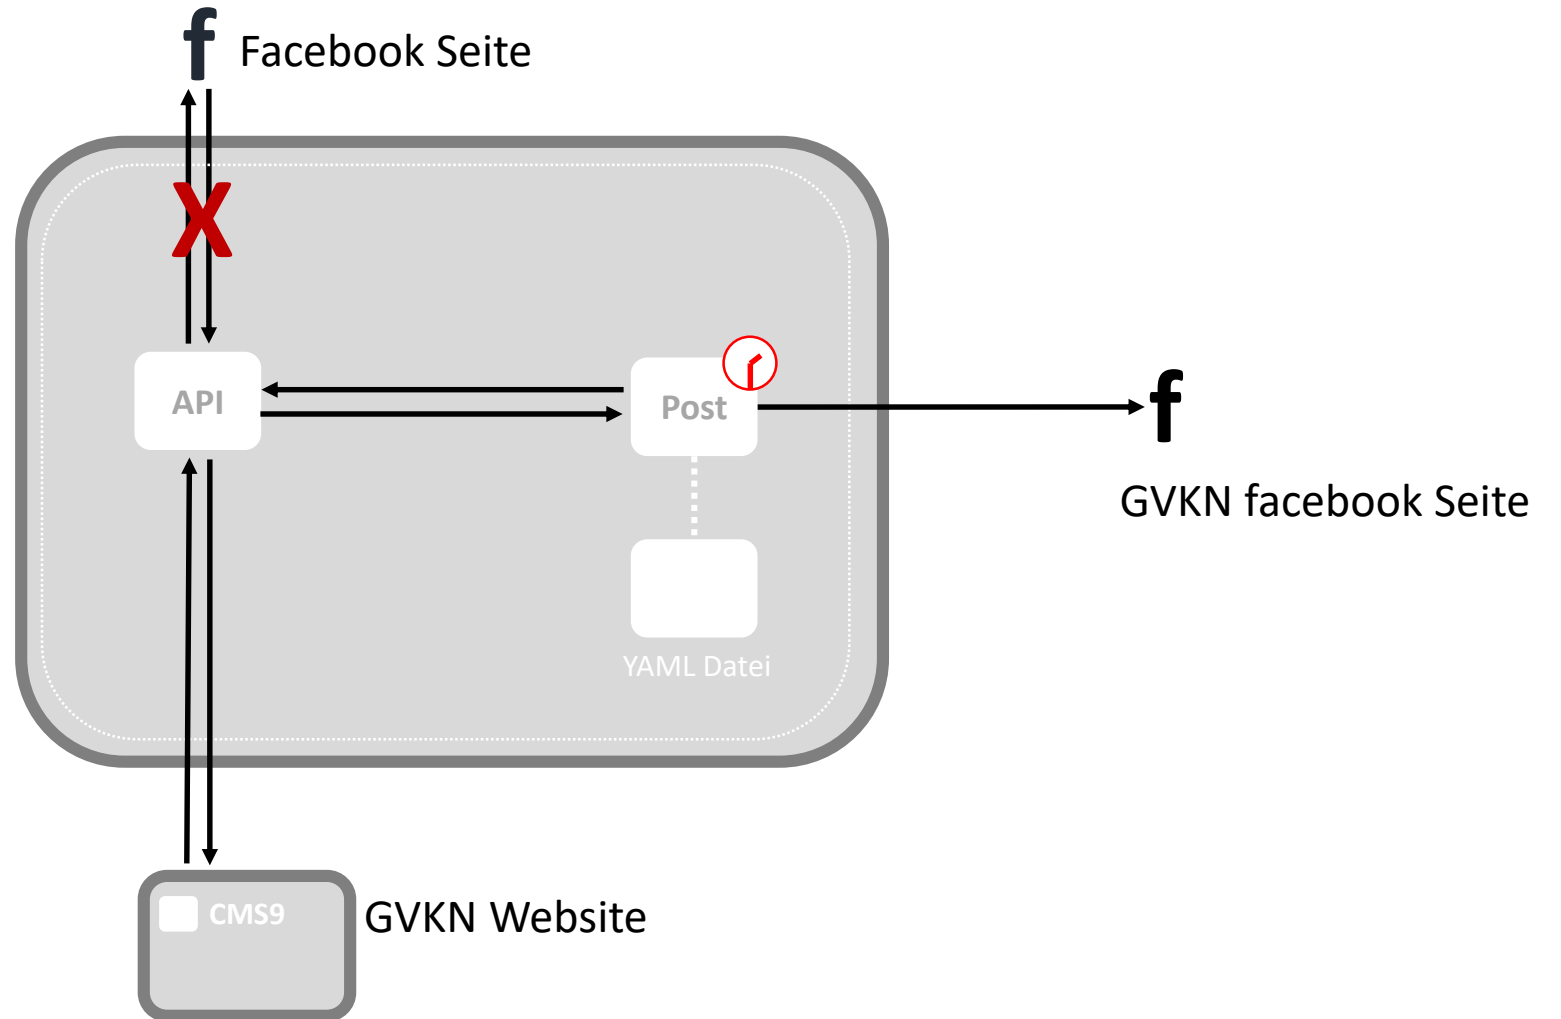 f Facebook Seite
X
API
Post
f
GVKN facebook Seite
YAML Datei
CMS9
GVKN Website